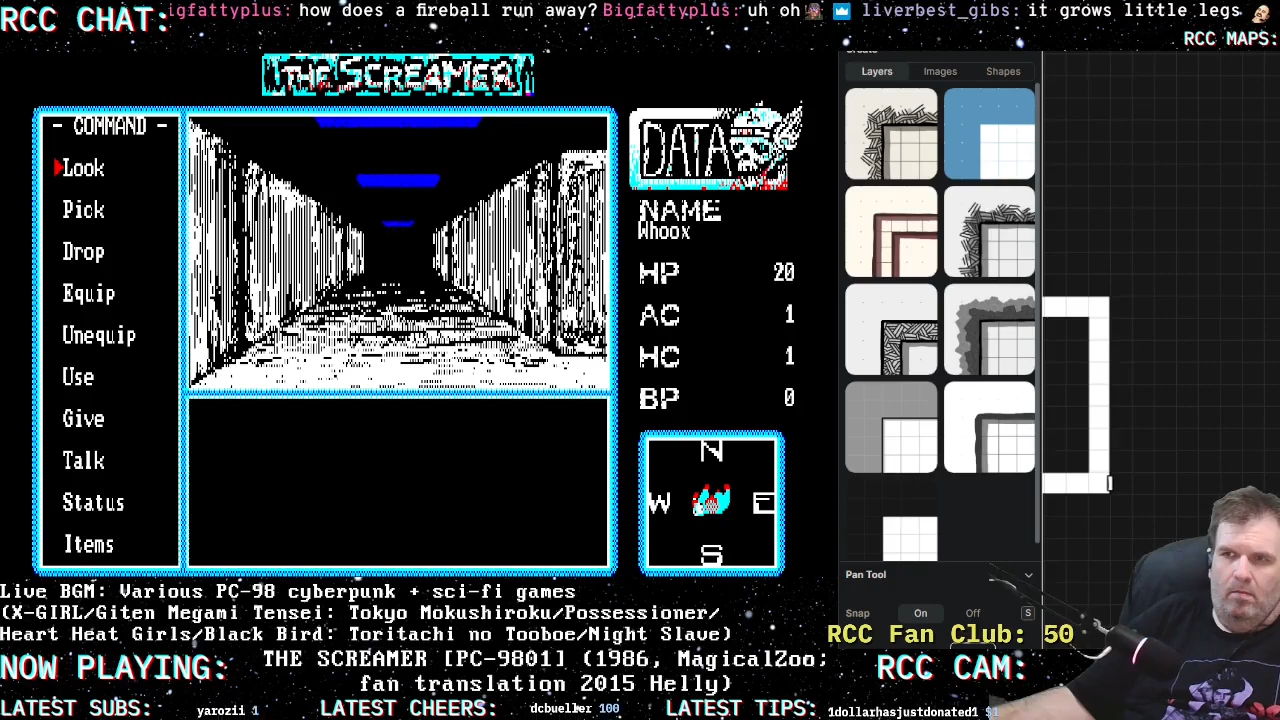 RCC CHAT:
igfattyplus: how does a fireball run away? Bigfattyplus: uh oh liverbest_gibs: it grows little legs
RCC MAPS:
THE SCREAMER
- COMMAND -
Look
Pick
Drop
Equip
Unequip
Use
Give
Talk
Status
Items
DATA
NAME
Whoox
HP 20
AC 1
HC 1
BP 0
N
W E
S
Layers Images Shapes
Pan Tool
Snap On Off S
Live BGM: Various PC-98 cyberpunk + sci-fi games
(X-GIRL/Giten Megami Tensei: Tokyo Mokushiroku/Possessioner/
Heart Heat Girls/Black Bird: Toritachi no Tooboe/Night Slave)
RCC Fan Club: 50
NOW PLAYING:
THE SCREAMER [PC-9801] (1986, MagicalZoo;
fan translation 2015 Helly)
RCC CAM:
LATEST SUBS: yarozii 1
LATEST CHEERS: dcbuelker 100
LATEST TIPS: 1dollarhasjustdonated1 $1